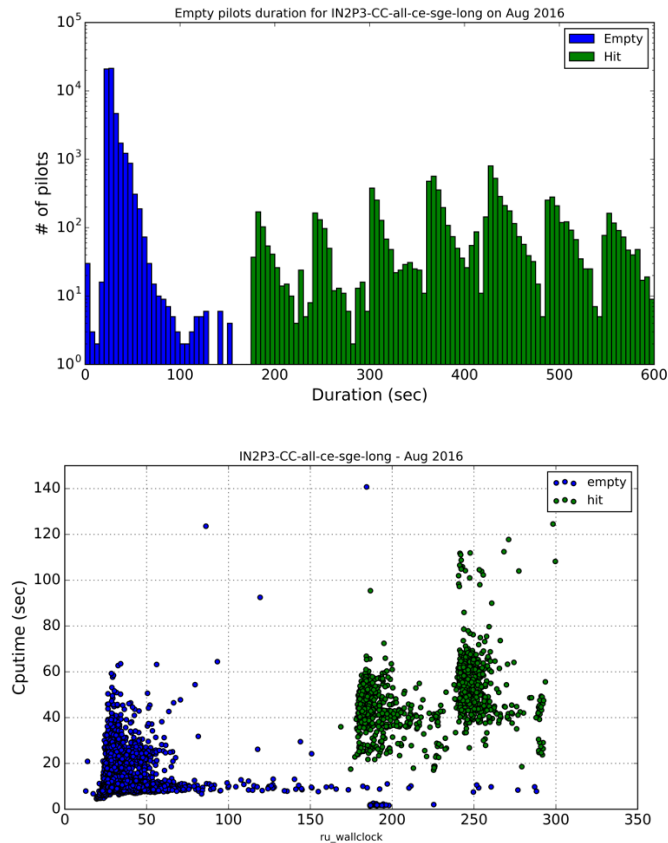 Empty pilots duration for IN2P3-CC-all-ce-sge-long on Aug 2016
10^5
10^4
10^3
10^2
10^1
10^0
# of pilots
Empty
Hit
0 100 200 300 400 500 600
Duration (sec)
IN2P3-CC-all-ce-sge-long - Aug 2016
140
120
100
80
60
40
20
0
Cputime (sec)
empty
hit
0 50 100 150 200 250 300 350
ru_wallclock